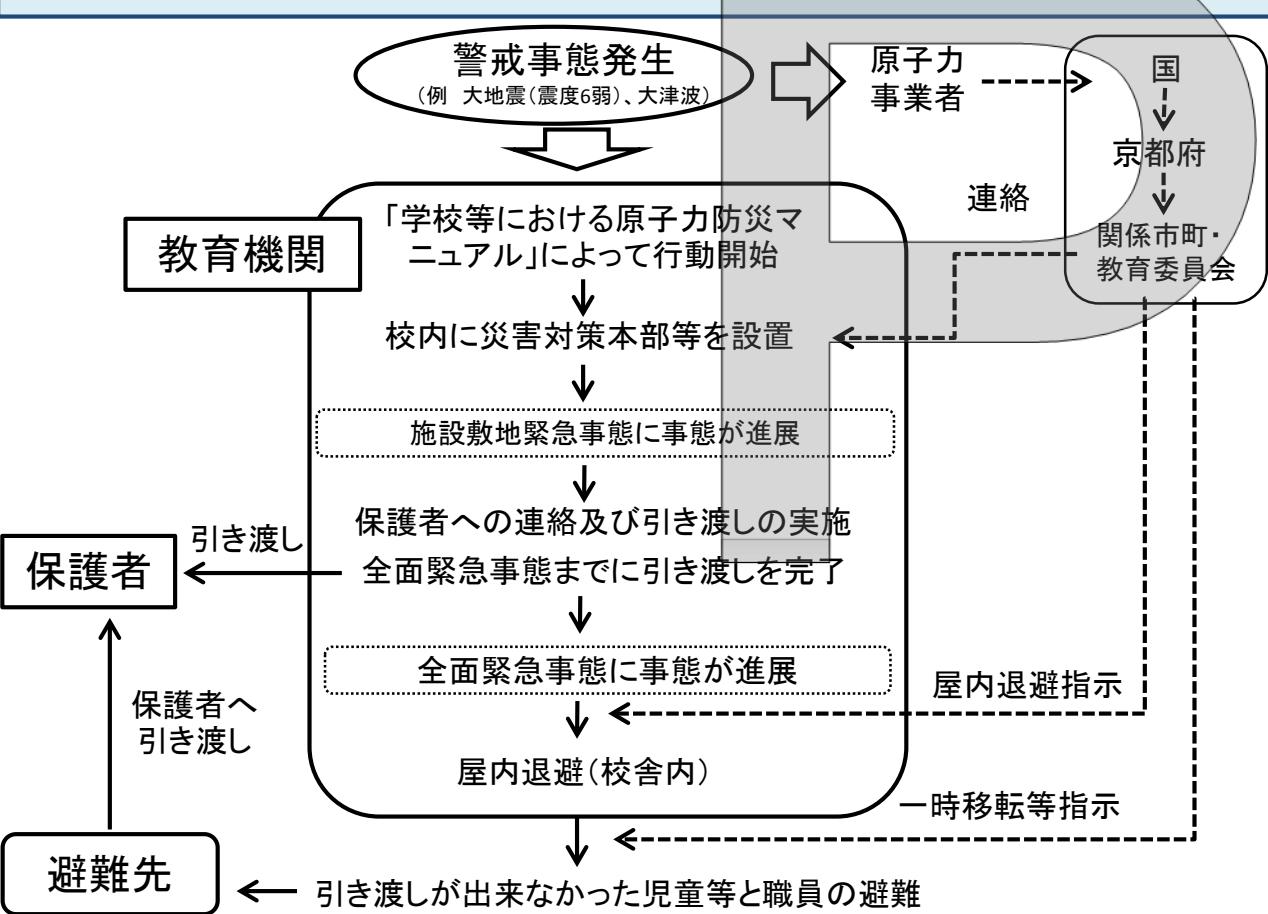 警戒事態発生
（例　大地震（震度6弱）、大津波）
原子力
事業者
国
京都府
関係市町・
教育委員会
連絡
教育機関
「学校等における原子力防災マ
ニュアル」によって行動開始
校内に災害対策本部等を設置
施設敷地緊急事態に事態が進展
保護者への連絡及び引き渡しの実施
全面緊急事態までに引き渡しを完了
引き渡し
保護者
全面緊急事態に事態が進展
屋内退避指示
保護者へ
引き渡し
屋内退避（校舎内）
一時移転等指示
避難先
引き渡しが出来なかった児童等と職員の避難